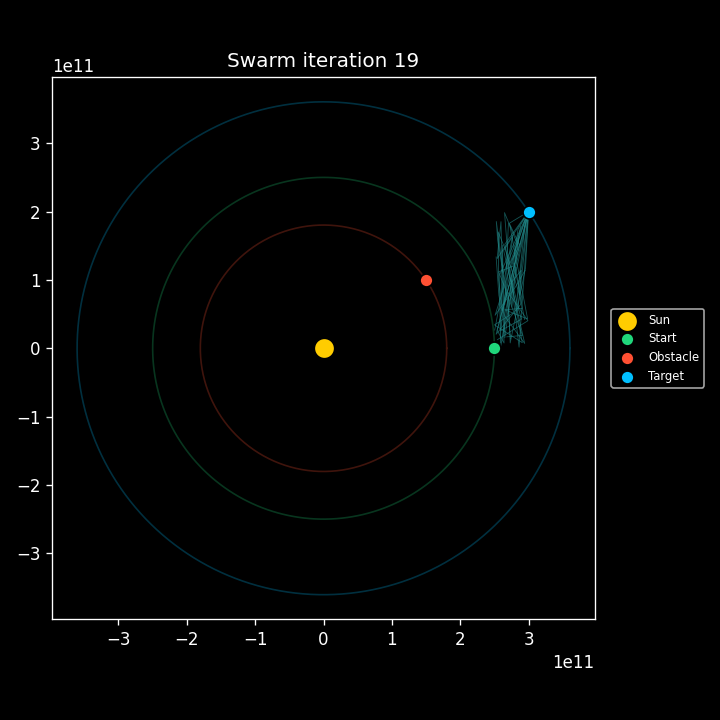 Swarm iteration 19
1e11
3
2
1
0
−1
−2
−3
−3
−2
−1
0
1
2
3
1e11
Sun
Start
Obstacle
Target